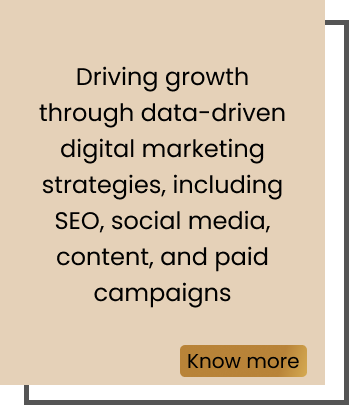 Driving growth
through data-driven
digital marketing
strategies, including
SEO, social media,
content, and paid
campaigns
Know more